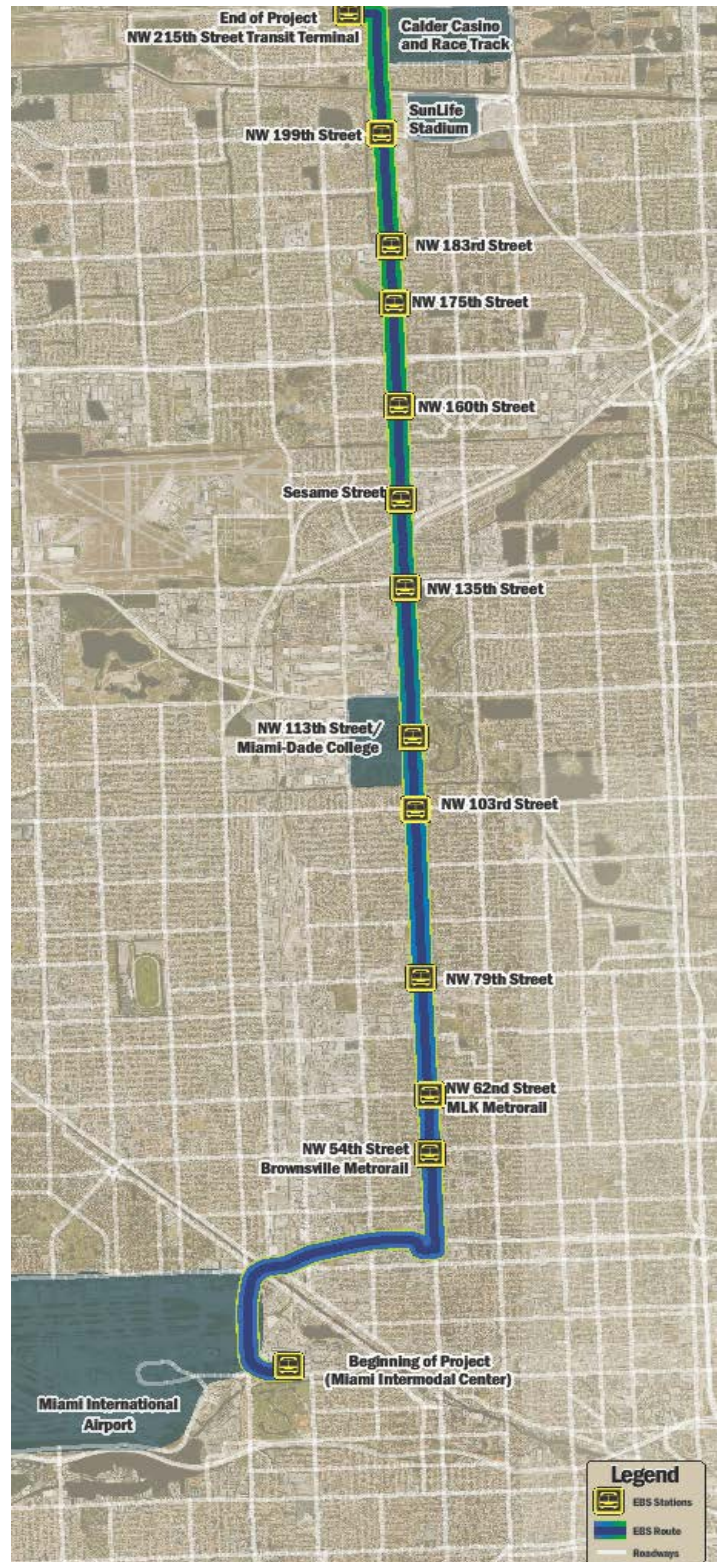 End of Project
NW 215th Street Transit Terminal
Calder Casino
and Race Track
SunLife
Stadium
NW 199th Street
NW 183rd Street
NW 175th Street
NW 160th Street
Sesame Street
NW 135th Street
NW 113th Street/
Miami-Dade College
NW 103rd Street
NW 79th Street
NW 62nd Street
MLK Metrorail
NW 54th Street
Brownsville Metrorail
Beginning of Project
(Miami Intermodal Center)
Miami International
Airport
Legend
EBS Stations
EBS Route
Roadways